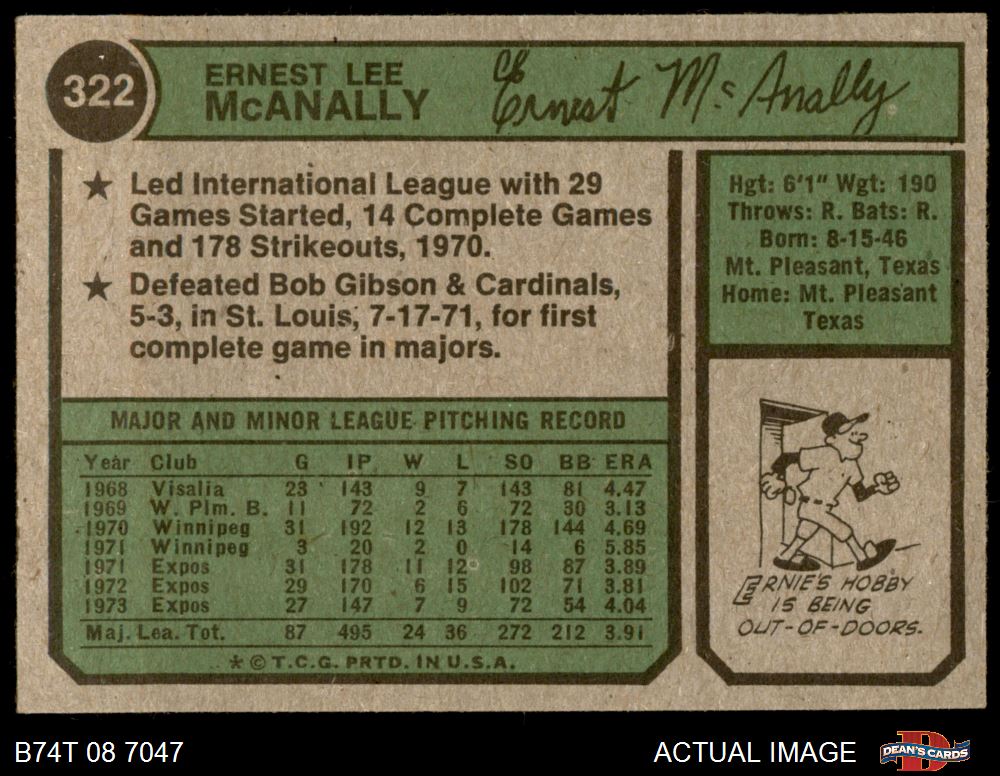 322
ERNEST LEE
McANALLY
Ernest McAnally
★ Led International League with 29
Games Started, 14 Complete Games
and 178 Strikeouts, 1970.
★ Defeated Bob Gibson & Cardinals,
5-3, in St. Louis, 7-17-71, for first
complete game in majors.
Hgt: 6'1" Wgt: 190
Throws: R. Bats: R.
Born: 8-15-46
Mt. Pleasant, Texas
Home: Mt. Pleasant
Texas
MAJOR AND MINOR LEAGUE PITCHING RECORD
Year Club G IP W L SO BB ERA
1968 Visalia 23 143 9 7 143 81 4.47
1969 W. Plm. B. 11 72 2 6 72 30 3.13
1970 Winnipeg 31 192 12 13 178 144 4.69
1971 Winnipeg 3 20 2 0 14 6 5.85
1971 Expos 31 178 11 12 98 87 3.89
1972 Expos 29 170 6 15 102 71 3.81
1973 Expos 27 147 7 9 72 54 4.04
Maj. Lea. Tot. 87 495 24 36 272 212 3.91
★ © T.C.G. PRTD. IN U.S.A.
ERNIE'S HOBBY
IS BEING
OUT-OF-DOORS.
B74T 08 7047
ACTUAL IMAGE
D
DEAN'S CARDS